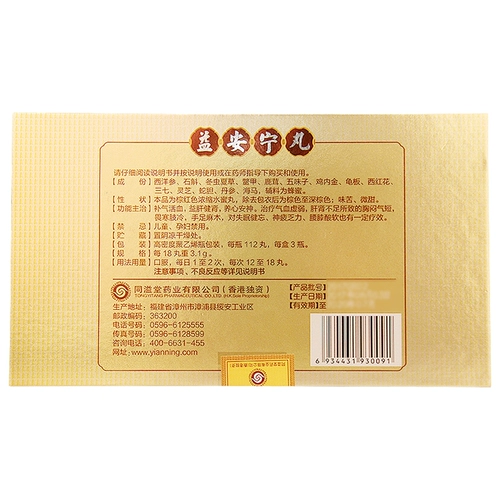 益安宁丸
请仔细阅读说明书并按说明使用或在药师指导下购买和使用。
【成　　份】西洋参、石斛、冬虫夏草、鳖甲、鹿茸、五味子、鸡内金、龟板、西红花、
三七、灵芝、蛇胆、丹参、海马、辅料为蜂蜜。
【性　　状】本品为棕红色浓缩水蜜丸，除去包衣后为棕色至深棕色；味苦、微甜。
【功能主治】补气活血，益肝健肾，养心安神，治疗气血虚弱，肝肾不足所致的胸闷气短，
畏寒肢冷，手足麻木，对失眠健忘、神疲乏力、腰膝酸软也有一定疗效。
【禁　　忌】儿童、孕妇禁用。
【贮　　藏】置阴凉干燥处。
【包　　装】高密度聚乙烯瓶包装，每瓶 112 丸，每盒 3 瓶。
【规　　格】每 18 丸重 3.1g。
【用法用量】口服，每日 1 至 2 次，每次 12 至 18 丸。
注意事项、不良反应等详见说明书
同溢堂药业有限公司（香港独资）
TONGYITANG PHARMACEUTICAL CO.,LTD. (H.K.Sole Proprietorship)
生产地址：福建省漳州市漳浦县绥安工业区
邮政编码：363200
电话号码：0596-6125555
传真号码：0596-6128599
咨询电话：400-6631-455
网址：www.yianning.com
【产品批号】
【生产日期】
【有效期】至
6 934431 930091